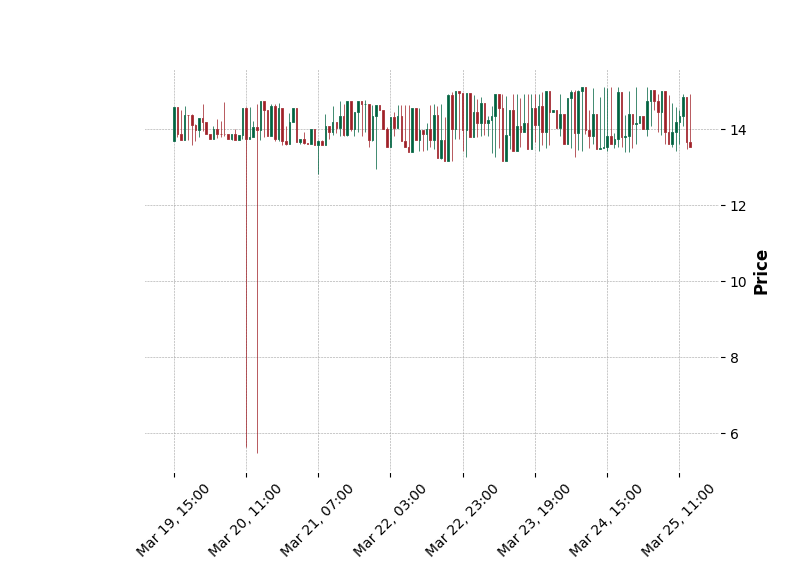 14
12
10
8
6
Price
Mar 19, 15:00
Mar 20, 11:00
Mar 21, 07:00
Mar 22, 03:00
Mar 22, 23:00
Mar 23, 19:00
Mar 24, 15:00
Mar 25, 11:00